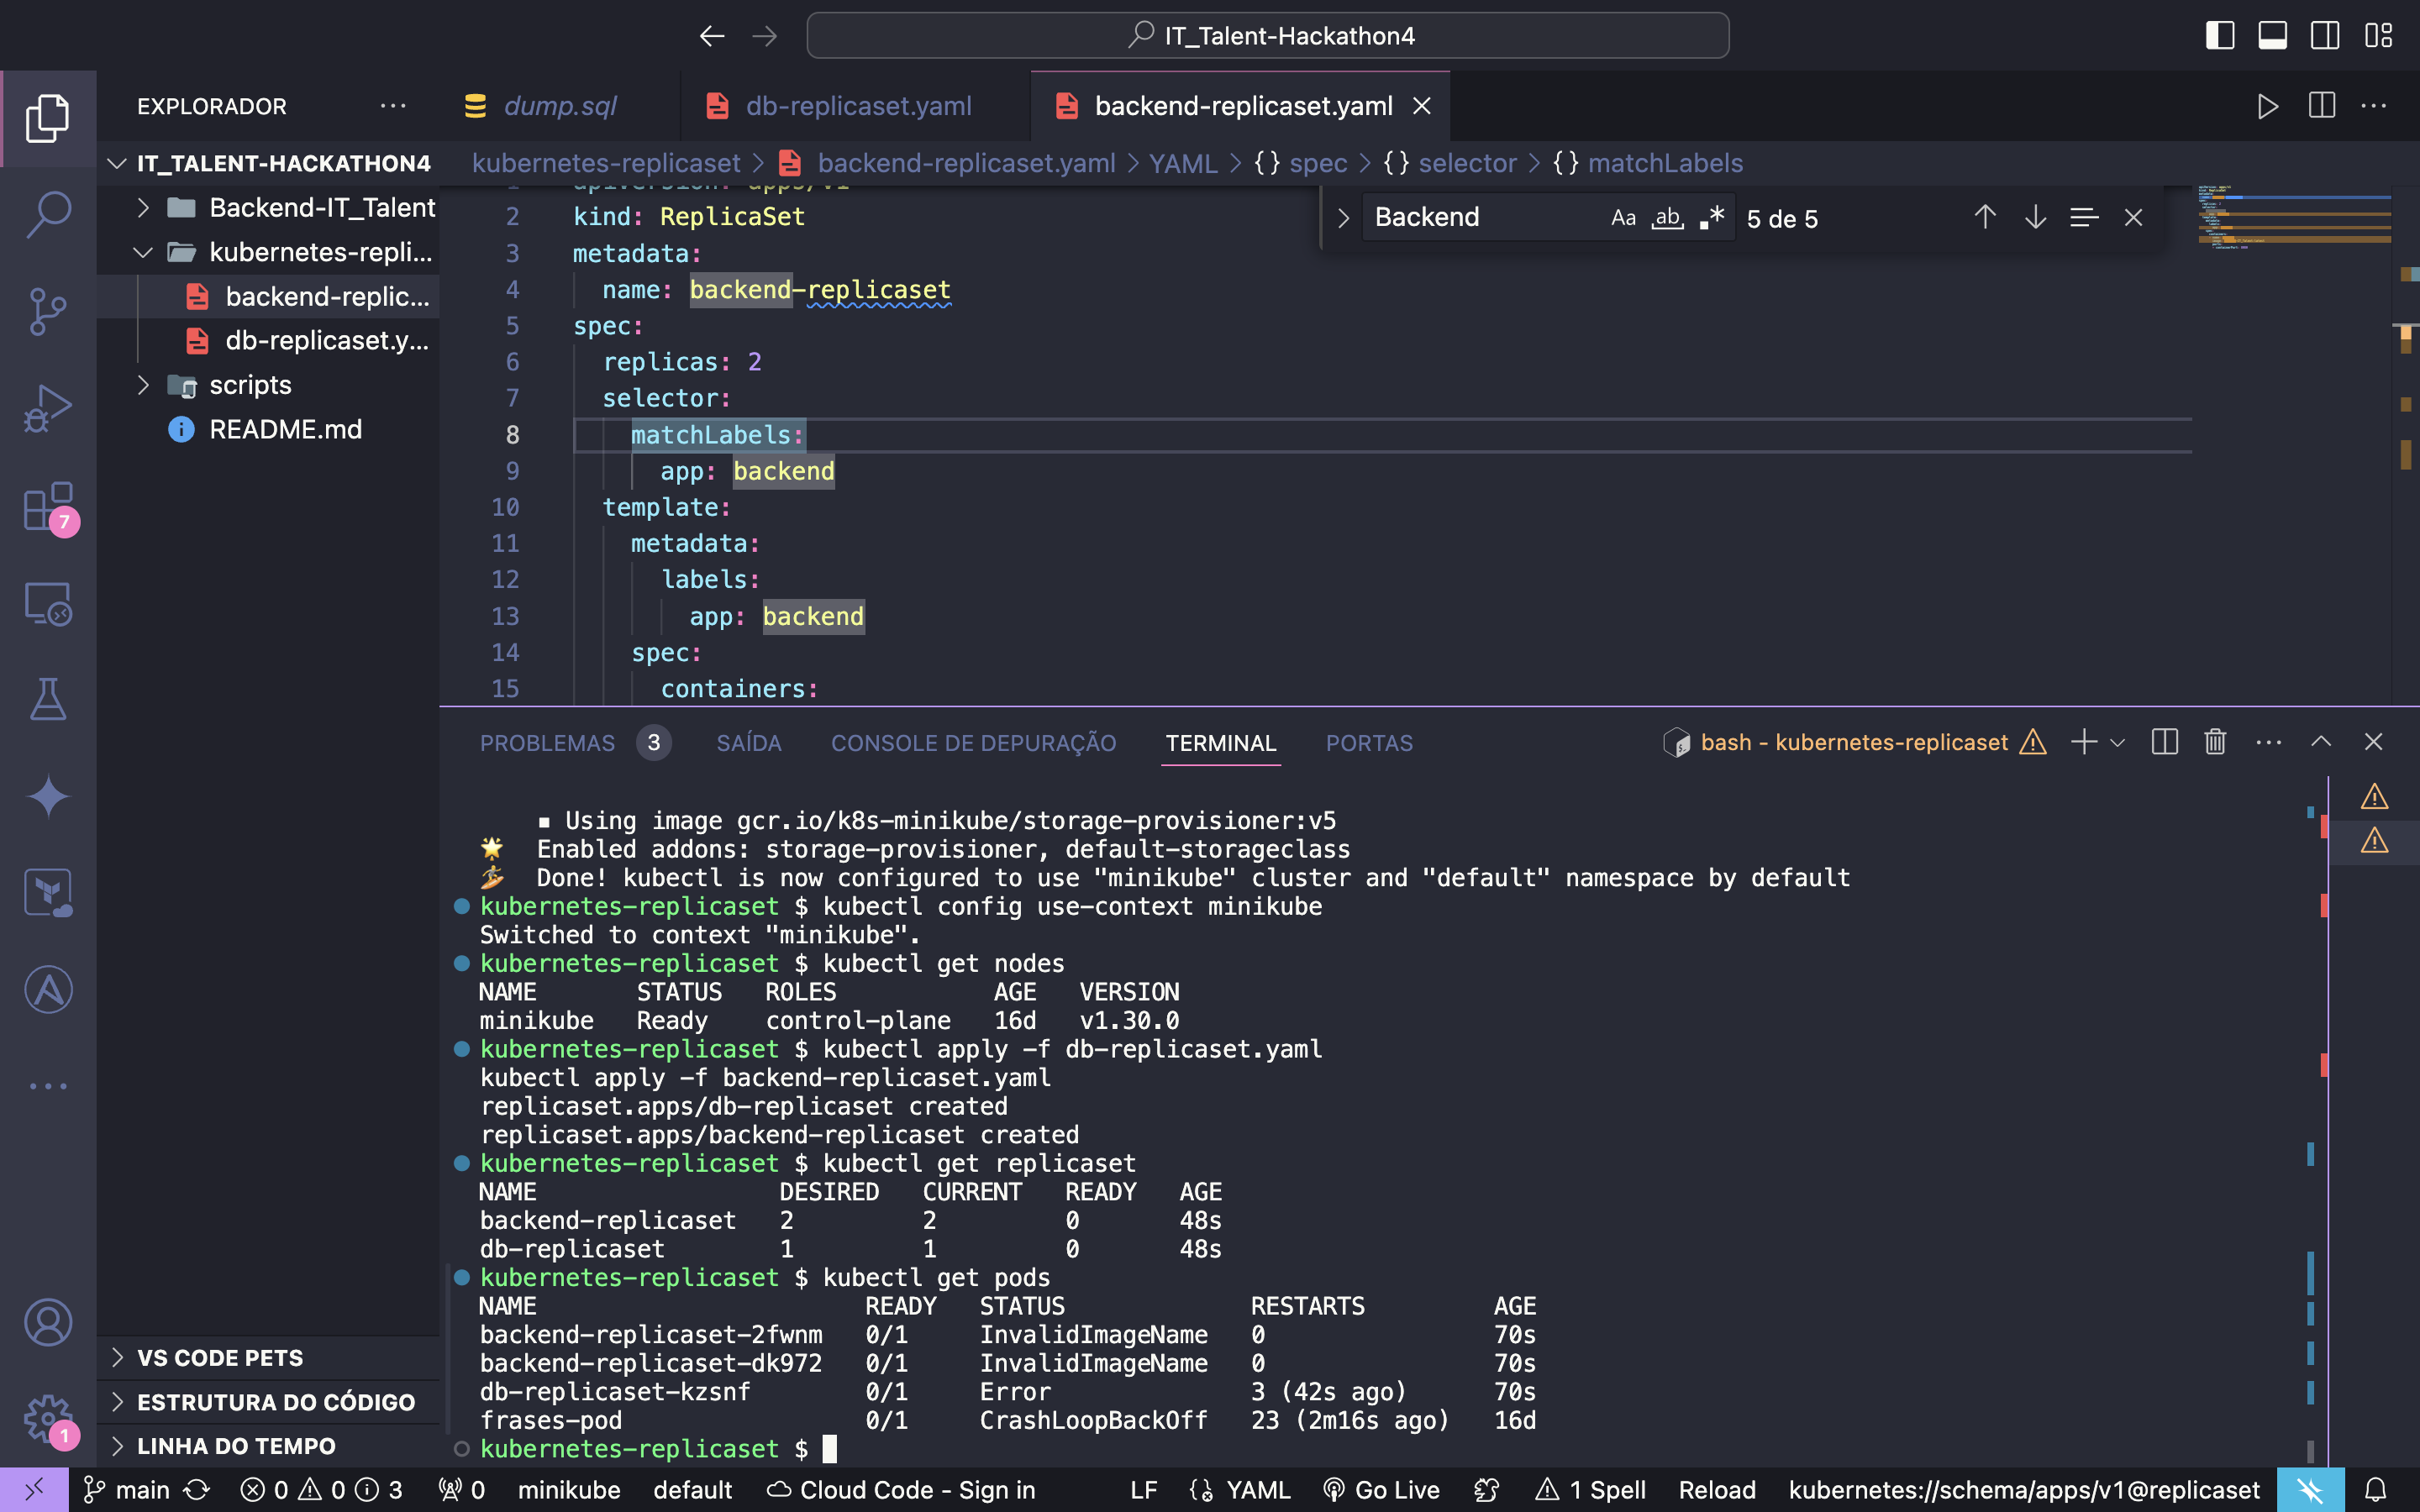 IT_Talent-Hackathon4
EXPLORADOR
dump.sql
db-replicaset.yaml
backend-replicaset.yaml
IT_TALENT-HACKATHON4
kubernetes-replicaset > backend-replicaset.yaml > YAML > {} spec > {} selector > {} matchLabels
Backend-IT_Talent
kubernetes-repli...
backend-replic...
db-replicaset.y...
scripts
README.md
Backend
Aa ab .* 5 de 5
1 apiVersion: apps/v1
2 kind: ReplicaSet
3 metadata:
4 name: backend-replicaset
5 spec:
6 replicas: 2
7 selector:
8 matchLabels:
9 app: backend
10 template:
11 metadata:
12 labels:
13 app: backend
14 spec:
15 containers:
7
PROBLEMAS 3 SAÍDA CONSOLE DE DEPURAÇÃO TERMINAL PORTAS
bash - kubernetes-replicaset
▪ Using image gcr.io/k8s-minikube/storage-provisioner:v5
🌟 Enabled addons: storage-provisioner, default-storageclass
🏄 Done! kubectl is now configured to use "minikube" cluster and "default" namespace by default
kubernetes-replicaset $ kubectl config use-context minikube
Switched to context "minikube".
kubernetes-replicaset $ kubectl get nodes
NAME STATUS ROLES AGE VERSION
minikube Ready control-plane 16d v1.30.0
kubernetes-replicaset $ kubectl apply -f db-replicaset.yaml
kubectl apply -f backend-replicaset.yaml
replicaset.apps/db-replicaset created
replicaset.apps/backend-replicaset created
kubernetes-replicaset $ kubectl get replicaset
NAME DESIRED CURRENT READY AGE
backend-replicaset 2 2 0 48s
db-replicaset 1 1 0 48s
kubernetes-replicaset $ kubectl get pods
NAME READY STATUS RESTARTS AGE
backend-replicaset-2fwnm 0/1 InvalidImageName 0 70s
backend-replicaset-dk972 0/1 InvalidImageName 0 70s
db-replicaset-kzsnf 0/1 Error 3 (42s ago) 70s
frases-pod 0/1 CrashLoopBackOff 23 (2m16s ago) 16d
kubernetes-replicaset $
VS CODE PETS
ESTRUTURA DO CÓDIGO
LINHA DO TEMPO
1
main 0 0 3 0 minikube default Cloud Code - Sign in LF YAML Go Live 1 Spell Reload kubernetes://schema/apps/v1@replicaset